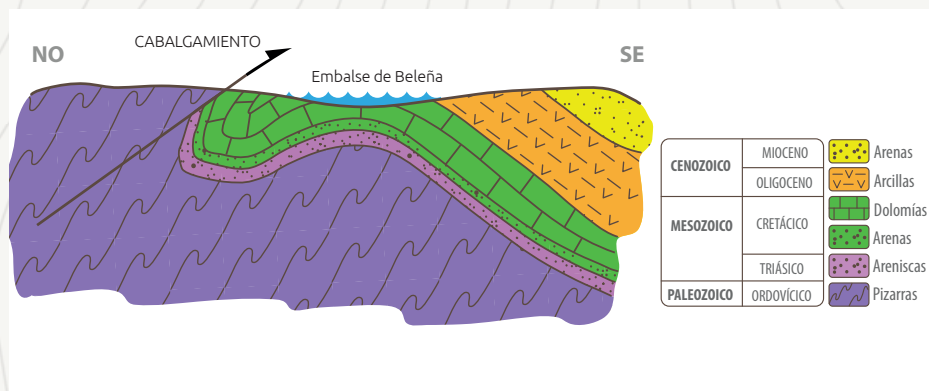 NO
CABALGAMIENTO
Embalse de Beleña
SE
CENOZOICO
MIOCENO
Arenas
OLIGOCENO
Arcillas
MESOZOICO
CRETÁCICO
Dolomías
Arenas
TRIÁSICO
Areniscas
PALEOZOICO
ORDOVÍCICO
Pizarras